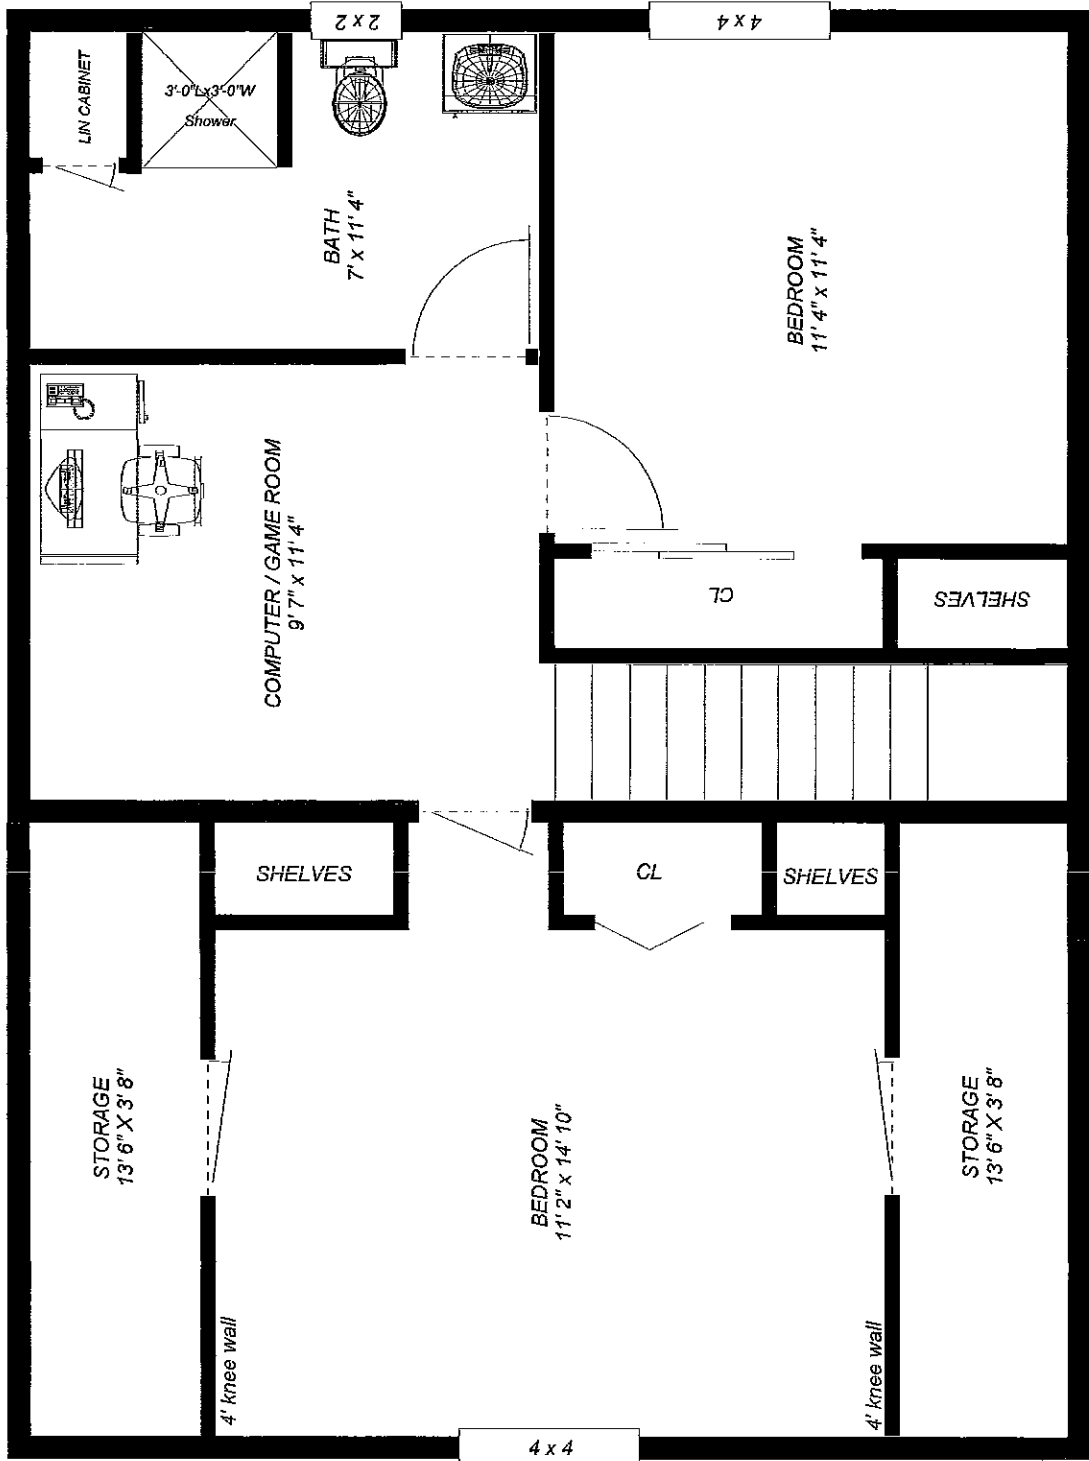 2 x 2
4 x 4
LIN CABINET
3'-0"Lx3'-0"W
Shower
BATH
7' x 11' 4"
BEDROOM
11' 4" x 11' 4"
COMPUTER / GAME ROOM
9' 7" x 11' 4"
CL
SHELVES
SHELVES
CL
SHELVES
STORAGE
13' 6" X 3' 8"
BEDROOM
11' 2" x 14' 10"
STORAGE
13' 6" X 3' 8"
4' knee wall
4' knee wall
4 x 4